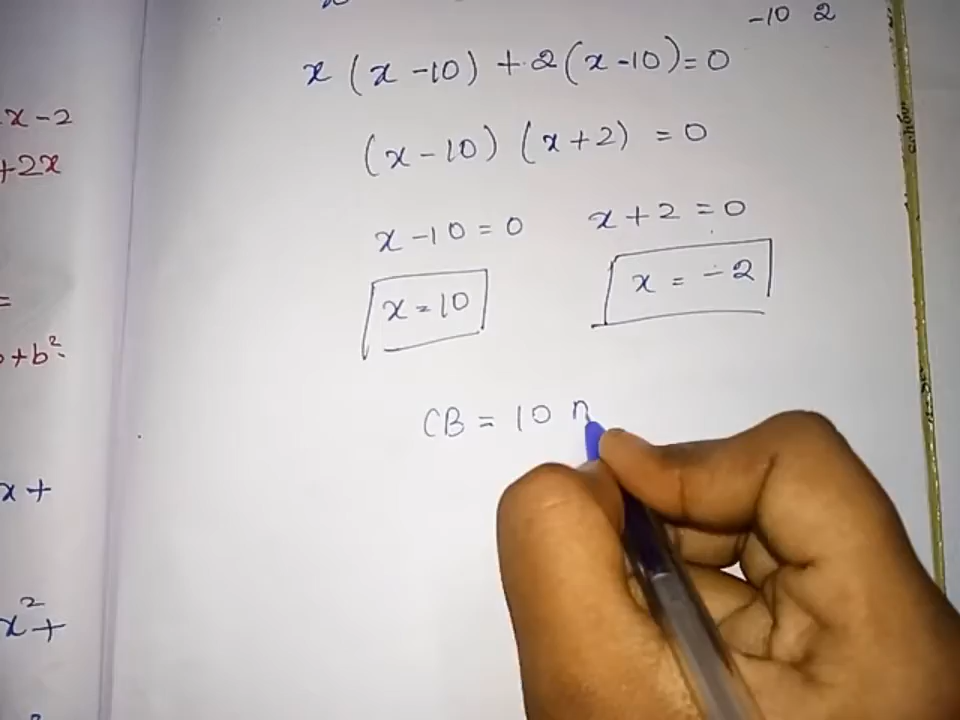 -10 2
x (x -10) + 2 (x -10) = 0
(x - 10) (x + 2) = 0
x - 10 = 0 x + 2 = 0
x = 10 x = -2
CB = 10
x - 2
+2x
=
+b²
x +
x² +